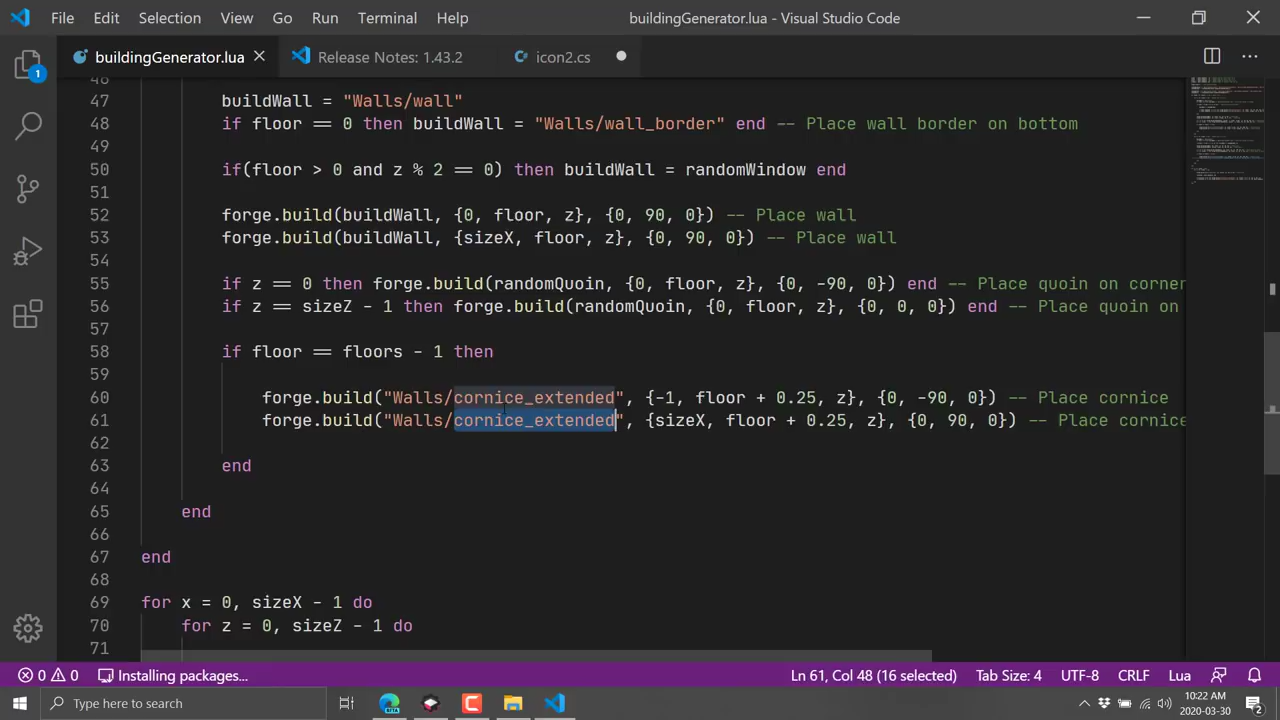 File Edit Selection View Go Run Terminal Help buildingGenerator.lua - Visual Studio Code
buildingGenerator.lua Release Notes: 1.43.2 icon2.cs
1
46
47 buildWall = "Walls/wall"
48 if floor == 0 then buildWall = "Walls/wall_border" end -- Place wall border on bottom
49
50 if(floor > 0 and z % 2 == 0) then buildWall = randomWindow end
51
52 forge.build(buildWall, {0, floor, z}, {0, 90, 0}) -- Place wall
53 forge.build(buildWall, {sizeX, floor, z}, {0, 90, 0}) -- Place wall
54
55 if z == 0 then forge.build(randomQuoin, {0, floor, z}, {0, -90, 0}) end -- Place quoin on corner
56 if z == sizeZ - 1 then forge.build(randomQuoin, {0, floor, z}, {0, 0, 0}) end -- Place quoin on
57
58 if floor == floors - 1 then
59
60 forge.build("Walls/cornice_extended", {-1, floor + 0.25, z}, {0, -90, 0}) -- Place cornice
61 forge.build("Walls/cornice_extended", {sizeX, floor + 0.25, z}, {0, 90, 0}) -- Place cornice
62
63 end
64
65 end
66
67 end
68
69 for x = 0, sizeX - 1 do
70 for z = 0, sizeZ - 1 do
71
0 0 Installing packages... Ln 61, Col 48 (16 selected) Tab Size: 4 UTF-8 CRLF Lua
Type here to search 10:22 AM
2020-03-30 2